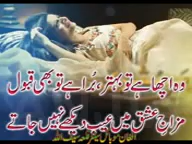 وہ اچھا ہے تو بہتر، بُرا ہے تو بھی قبول
مزاجِ عشق میں عیب دیکھے نہیں جاتے